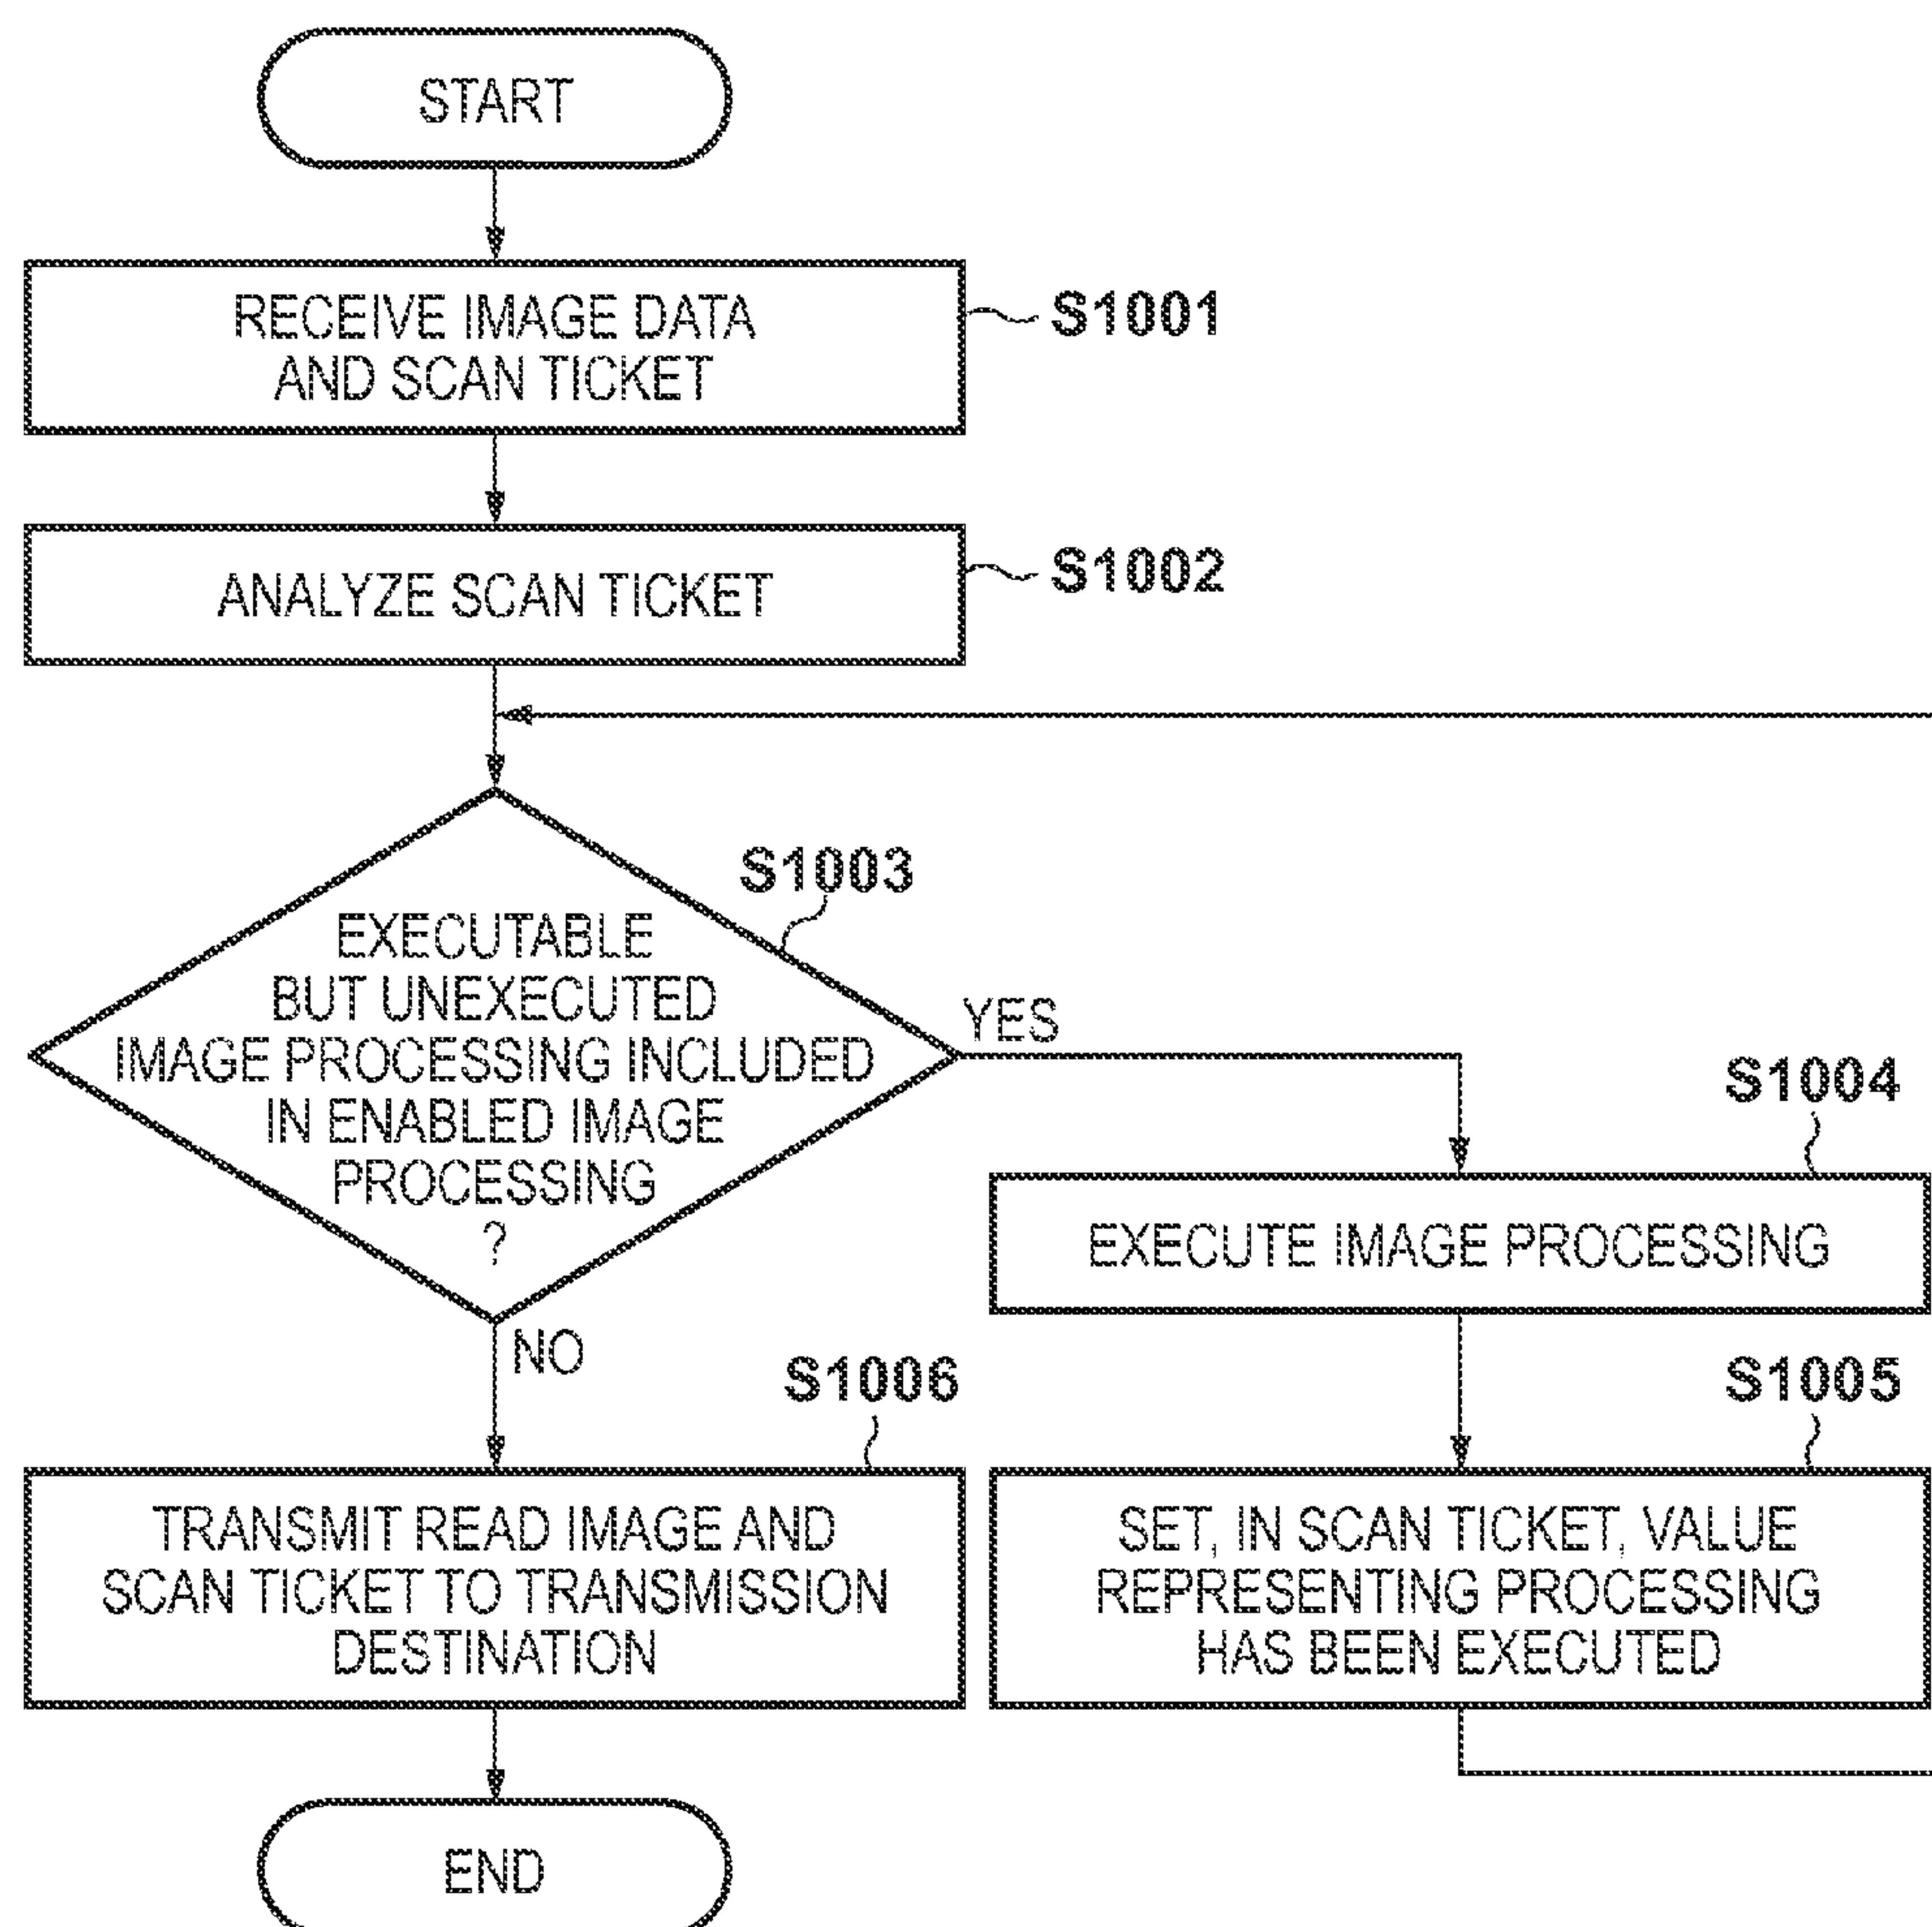 START
RECEIVE IMAGE DATA
AND SCAN TICKET
S1001
ANALYZE SCAN TICKET
S1002
S1003
EXECUTABLE
BUT UNEXECUTED
IMAGE PROCESSING INCLUDED
IN ENABLED IMAGE
PROCESSING
?
YES
NO
S1004
EXECUTE IMAGE PROCESSING
S1005
SET, IN SCAN TICKET, VALUE
REPRESENTING PROCESSING
HAS BEEN EXECUTED
S1006
TRANSMIT READ IMAGE AND
SCAN TICKET TO TRANSMISSION
DESTINATION
END